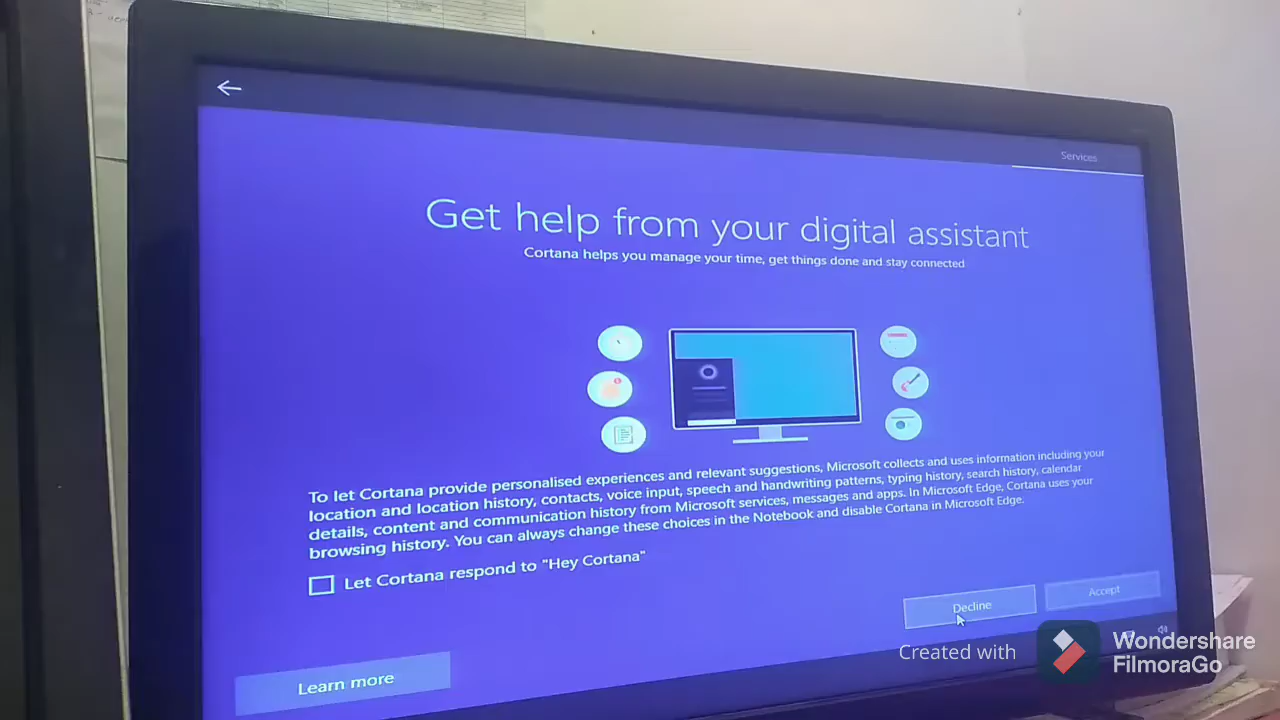 Services
Get help from your digital assistant
Cortana helps you manage your time, get things done and stay connected
To let Cortana provide personalised experiences and relevant suggestions, Microsoft collects and uses information including your
location and location history, contacts, voice input, speech and handwriting patterns, typing history, search history, calendar
details, content and communication history from Microsoft services, messages and apps. In Microsoft Edge, Cortana uses your
browsing history. You can always change these choices in the Notebook and disable Cortana in Microsoft Edge.
Let Cortana respond to "Hey Cortana"
Decline
Accept
Learn more
Created with
Wondershare
FilmoraGo